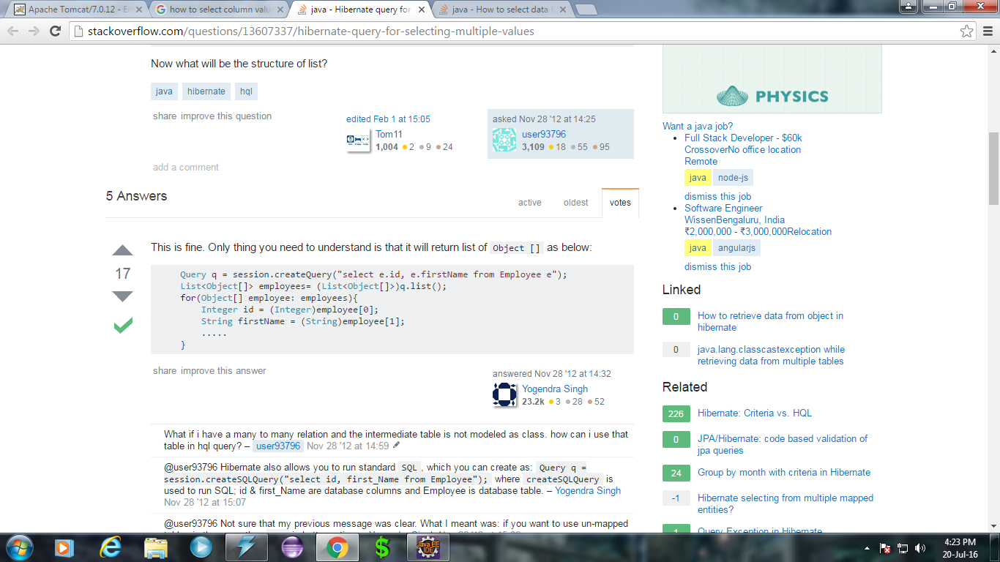 Apache Tomcat/7.0.12 - E
how to select column valu
java - Hibernate query for
java - How to select data
stackoverflow.com/questions/13607337/hibernate-query-for-selecting-multiple-values
Now what will be the structure of list?
java hibernate hql
share improve this question
edited Feb 1 at 15:05
Tom11
1,004 2 9 24
asked Nov 28 '12 at 14:25
user93796
3,109 18 55 95
add a comment
5 Answers
active oldest votes
17
This is fine. Only thing you need to understand is that it will return list of Object [] as below:
Query q = session.createQuery("select e.id, e.firstName from Employee e");
List<Object[]> employees= (List<Object[]>)q.list();
for(Object[] employee: employees){
Integer id = (Integer)employee[0];
String firstName = (String)employee[1];
.....
}
share improve this answer
answered Nov 28 '12 at 14:32
Yogendra Singh
23.2k 3 28 52
What if i have a many to many relation and the intermediate table is not modeled as class. how can i use that
table in hql query? – user93796 Nov 28 '12 at 14:59
@user93796 Hibernate also allows you to run standard SQL , which you can create as: Query q =
session.createSQLQuery("select id, first_Name from Employee"); where createSQLQuery is
used to run SQL; id & first_Name are database columns and Employee is database table. – Yogendra Singh
Nov 28 '12 at 15:07
@user93796 Not sure that my previous message was clear. What I meant was: if you want to use un-mapped
PHYSICS
Want a java job?
Full Stack Developer - $60k
CrossoverNo office location
Remote
java node-js
dismiss this job
Software Engineer
WissenBengaluru, India
₹2,000,000 - ₹3,000,000Relocation
java angularjs
dismiss this job
Linked
0 How to retrieve data from object in
hibernate
0 java.lang.classcastexception while
retrieving data from multiple tables
Related
226 Hibernate: Criteria vs. HQL
0 JPA/Hibernate: code based validation of
jpa queries
24 Group by month with criteria in Hibernate
-1 Hibernate selecting from multiple mapped
entities?
1 Query Exception in Hibernate
Java EE
IDE
4:23 PM
20-Jul-16